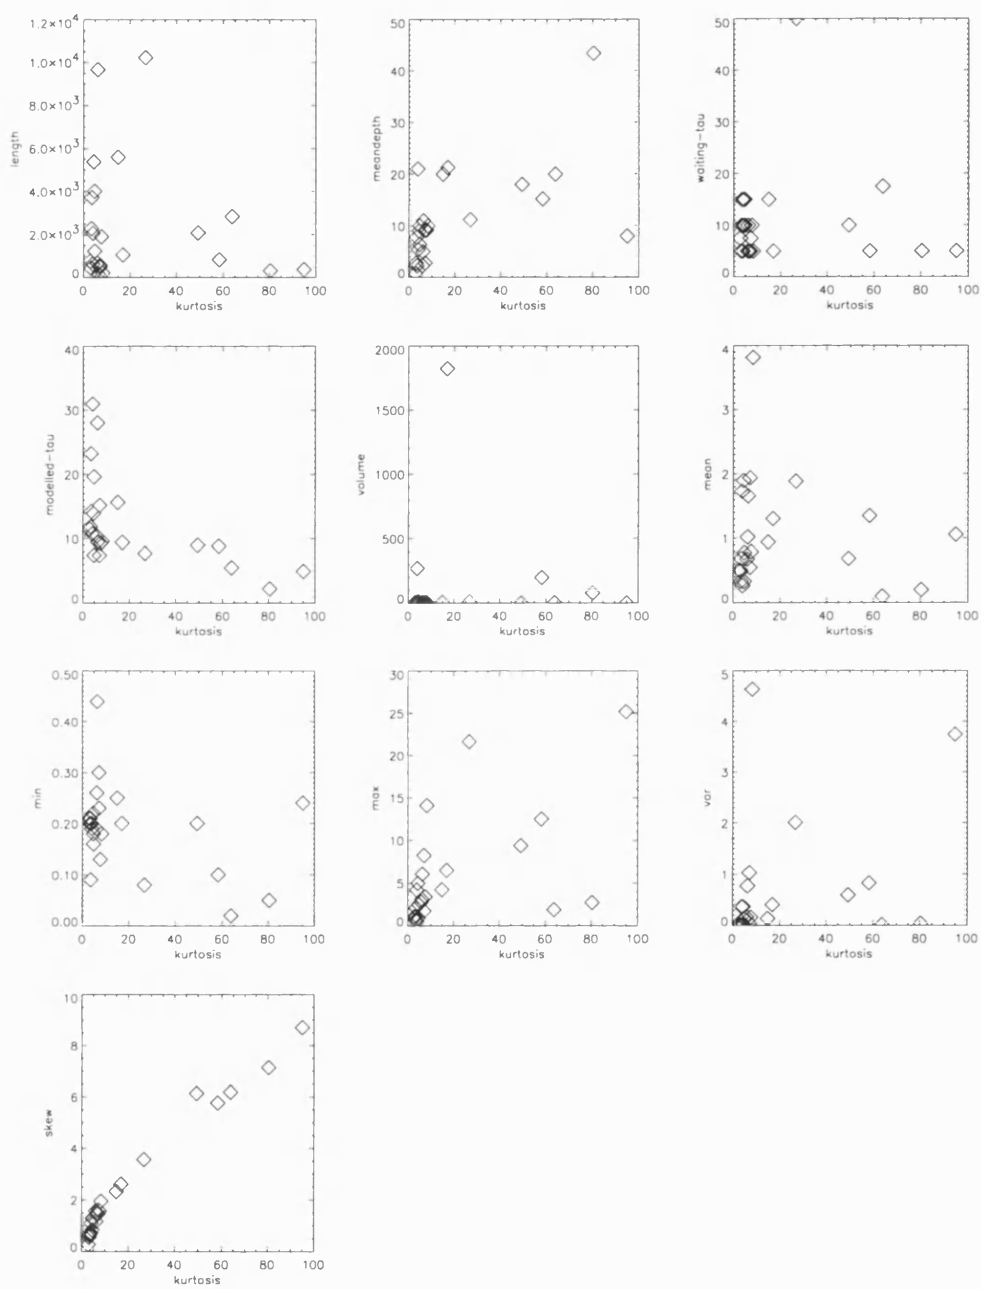 1.2×10⁴
1.0×10⁴
8.0×10³
6.0×10³
4.0×10³
2.0×10³
0
length
0 20 40 60 80 100
kurtosis
50
40
30
20
10
0
meandepth
0 20 40 60 80 100
kurtosis
50
40
30
20
10
0
waiting-tau
0 20 40 60 80 100
kurtosis
40
30
20
10
0
modelled-tau
0 20 40 60 80 100
kurtosis
2000
1500
1000
500
0
volume
0 20 40 60 80 100
kurtosis
4
3
2
1
0
mean
0 20 40 60 80 100
kurtosis
0.50
0.40
0.30
0.20
0.10
0.00
min
0 20 40 60 80 100
kurtosis
30
25
20
15
10
5
0
max
0 20 40 60 80 100
kurtosis
5
4
3
2
1
0
var
0 20 40 60 80 100
kurtosis
10
8
6
4
2
0
skew
0 20 40 60 80 100
kurtosis